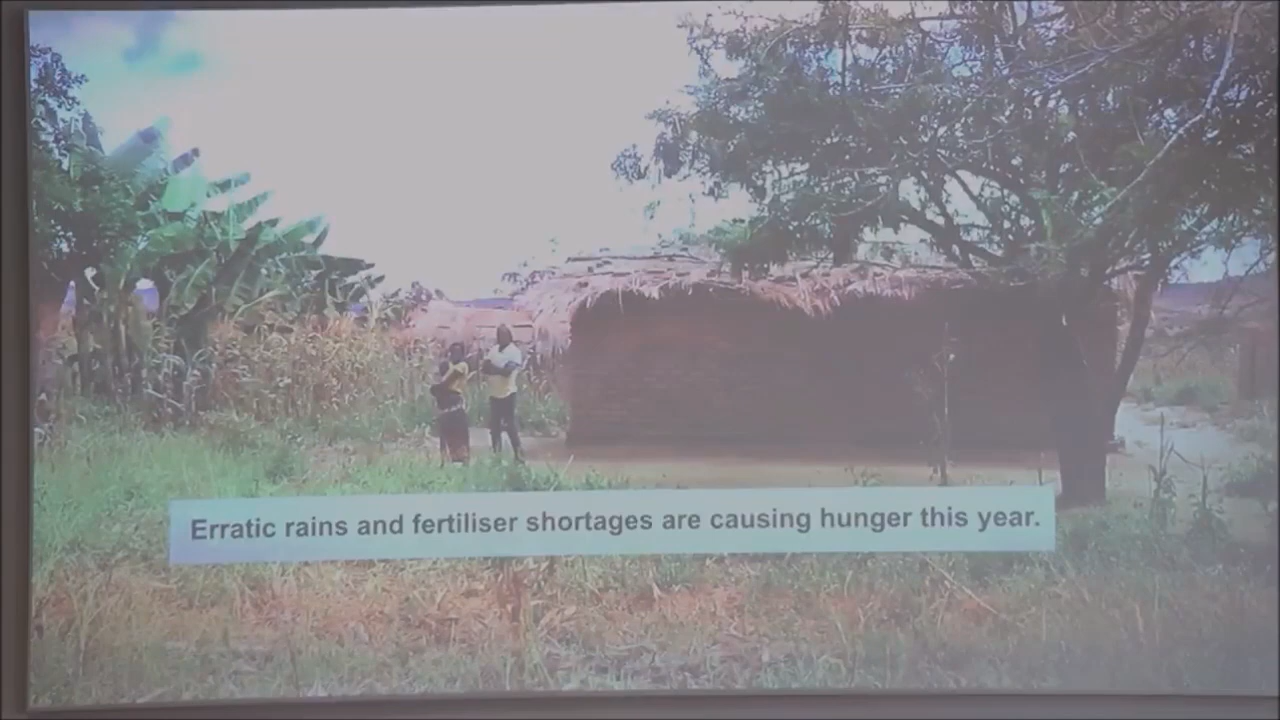 Erratic rains and fertiliser shortages are causing hunger this year.